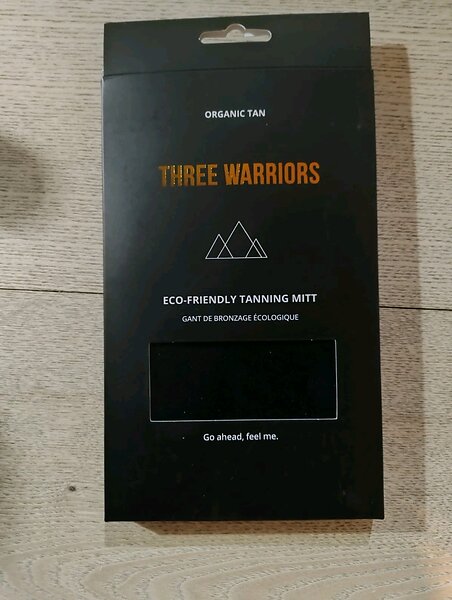 ORGANIC TAN
THREE WARRIORS
ECO-FRIENDLY TANNING MITT
GANT DE BRONZAGE ÉCOLOGIQUE
Go ahead, feel me.